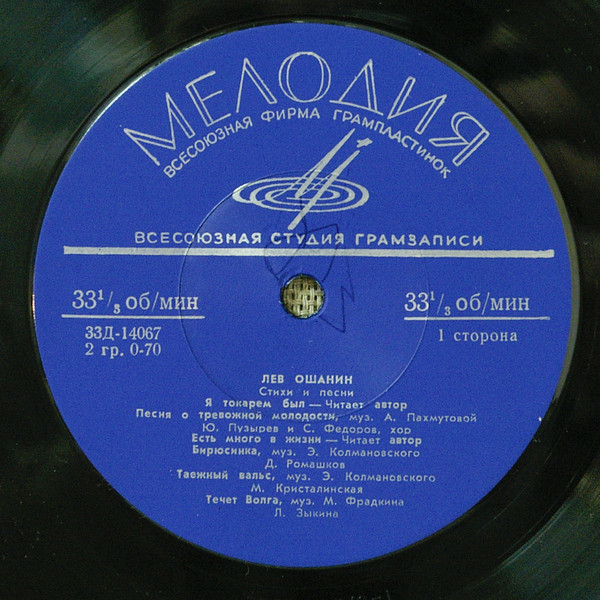 МЕЛОДИЯ
ВСЕСОЮЗНАЯ ФИРМА ГРАМПЛАСТИНОК
ВСЕСОЮЗНАЯ СТУДИЯ ГРАМЗАПИСИ
33¹/₃ об/мин
33Д-14067
2 гр. 0-70
33¹/₃ об/мин
1 сторона
ЛЕВ ОШАНИН
Стихи и песни
Я токарем был — Читает автор
Песня о тревожной молодости, муз. А. Пахмутовой
Ю. Пузырев и С. Федоров, хор
Есть много в жизни — Читает автор
Бирюсинка, муз. Э. Колмановского
Д. Ромашков
Таежный вальс, муз. Э. Колмановского
М. Кристалинская
Течет Волга, муз. М. Фрадкина
Л. Зыкина